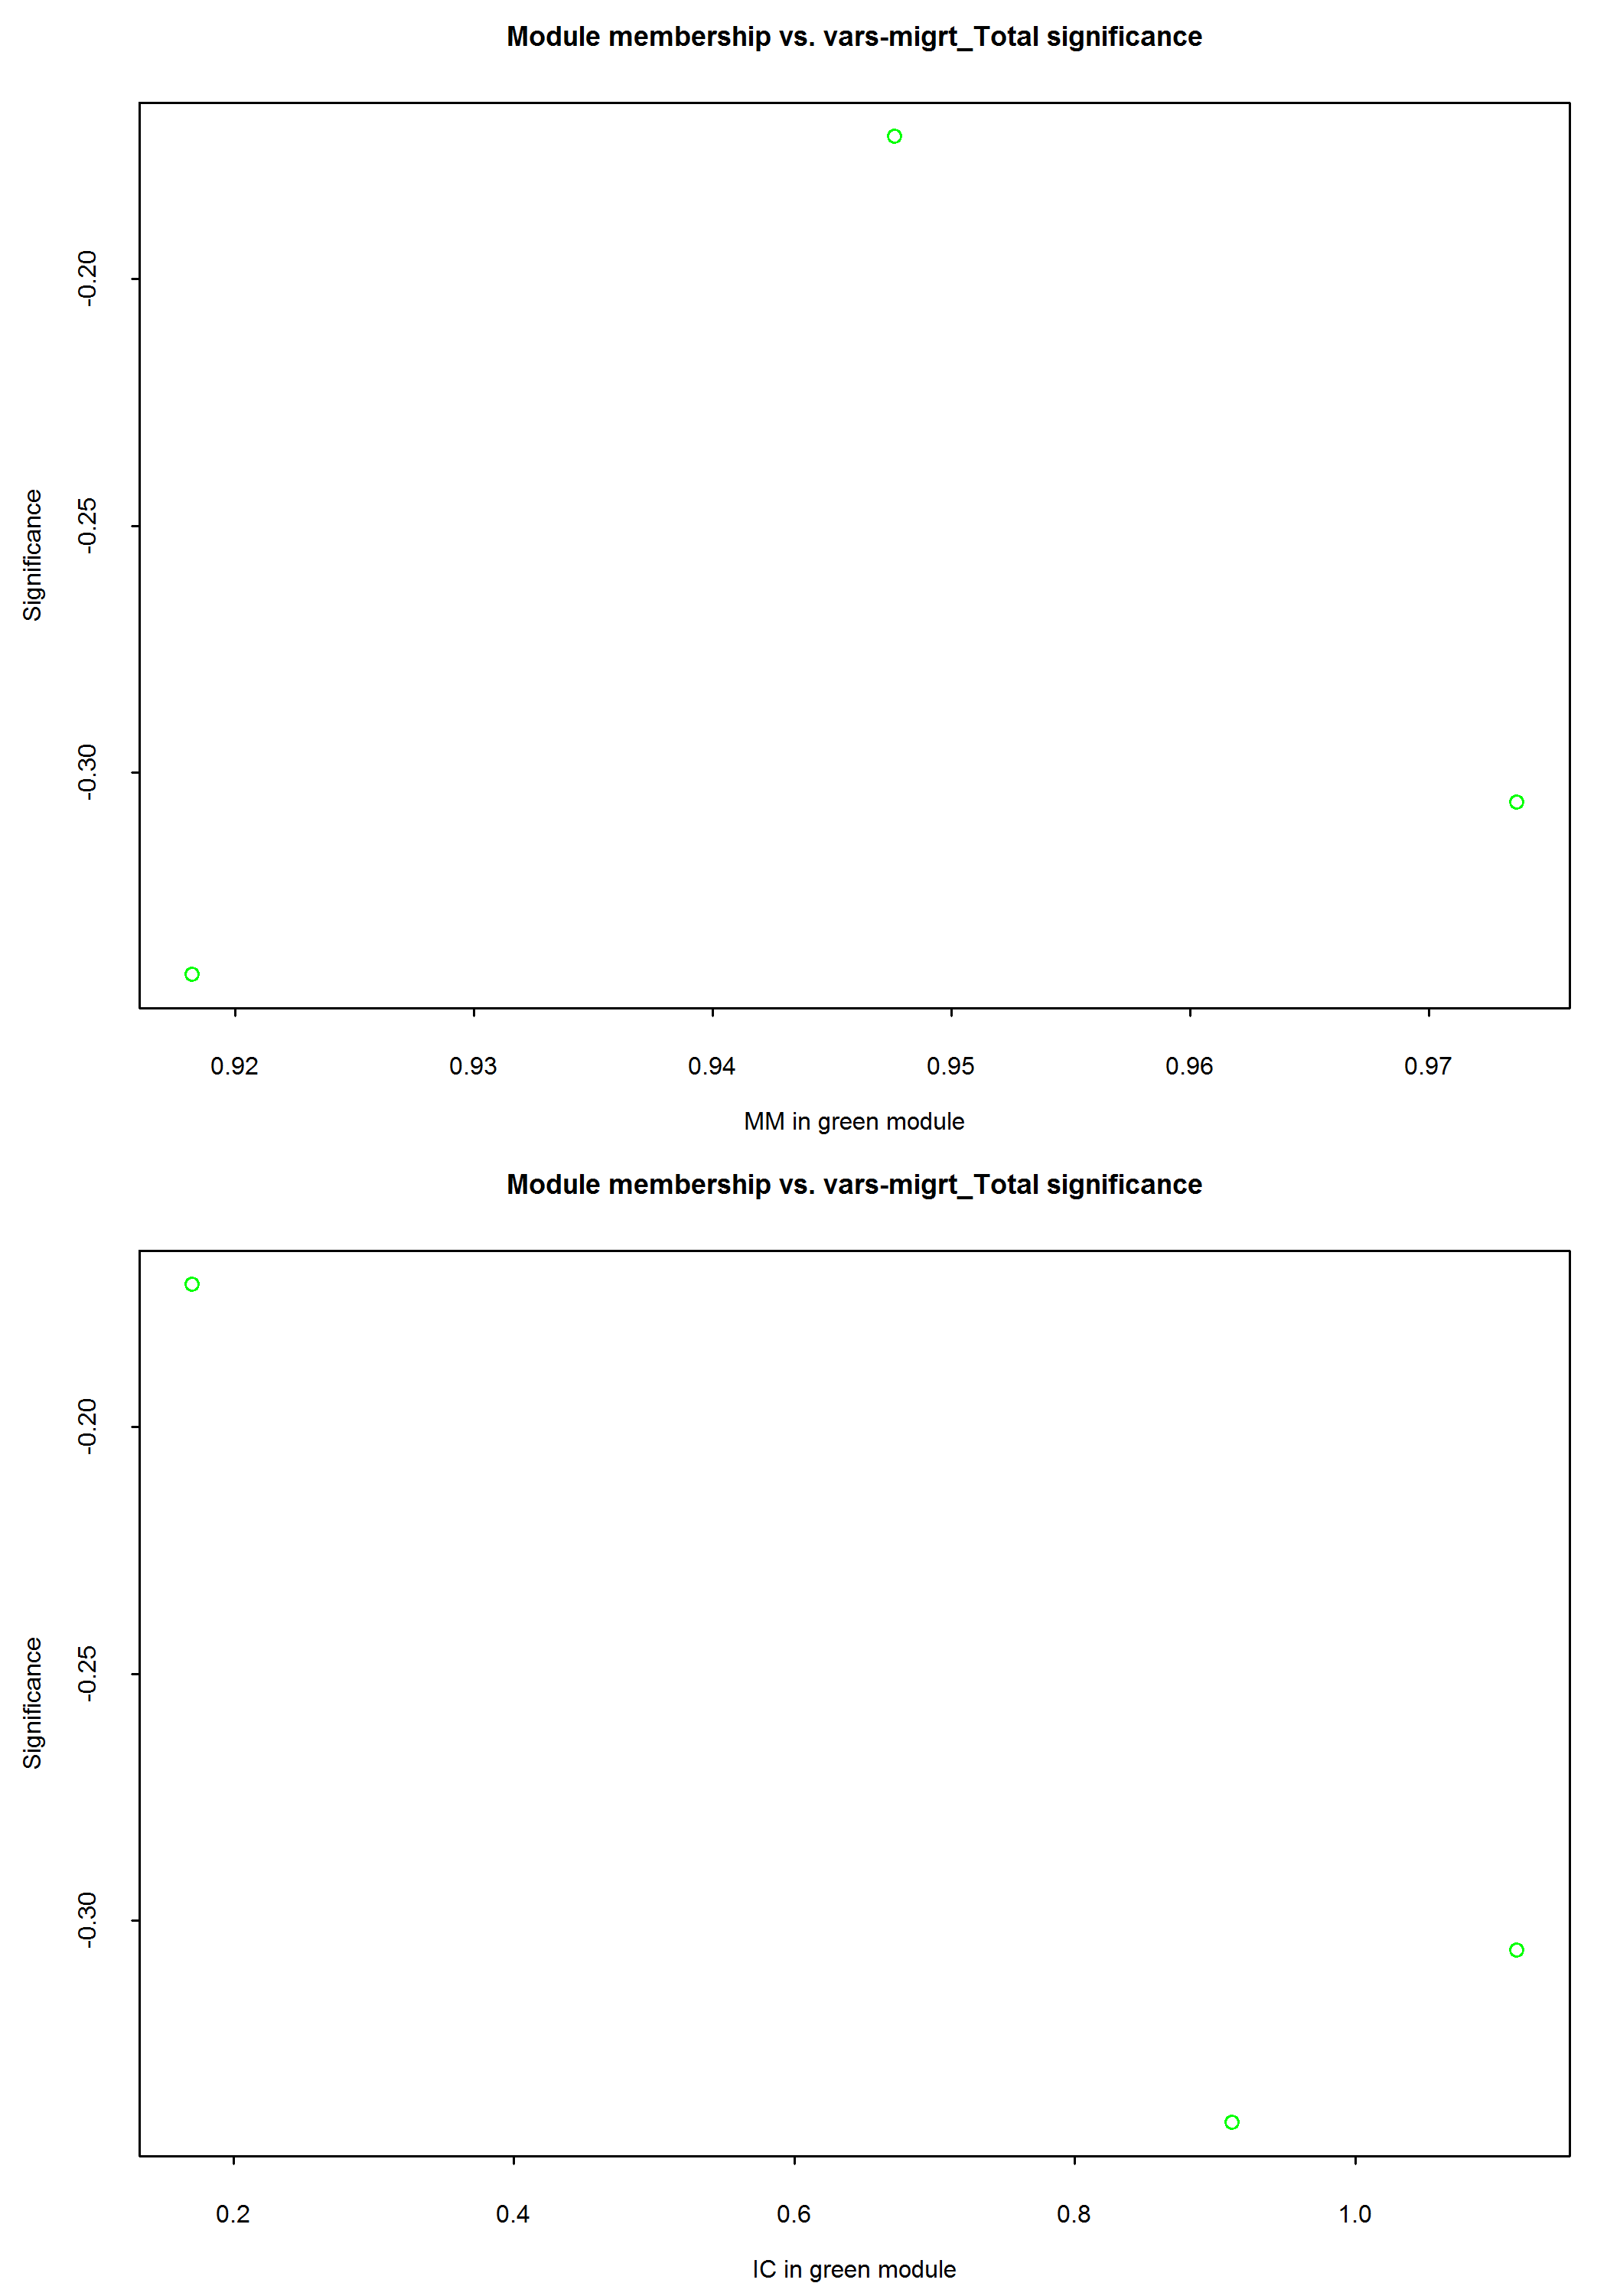 Module membership vs. vars-migrt_Total significance
-0.20
-0.25
-0.30
Significance
0.92 0.93 0.94 0.95 0.96 0.97
MM in green module
Module membership vs. vars-migrt_Total significance
-0.20
-0.25
-0.30
Significance
0.2 0.4 0.6 0.8 1.0
IC in green module